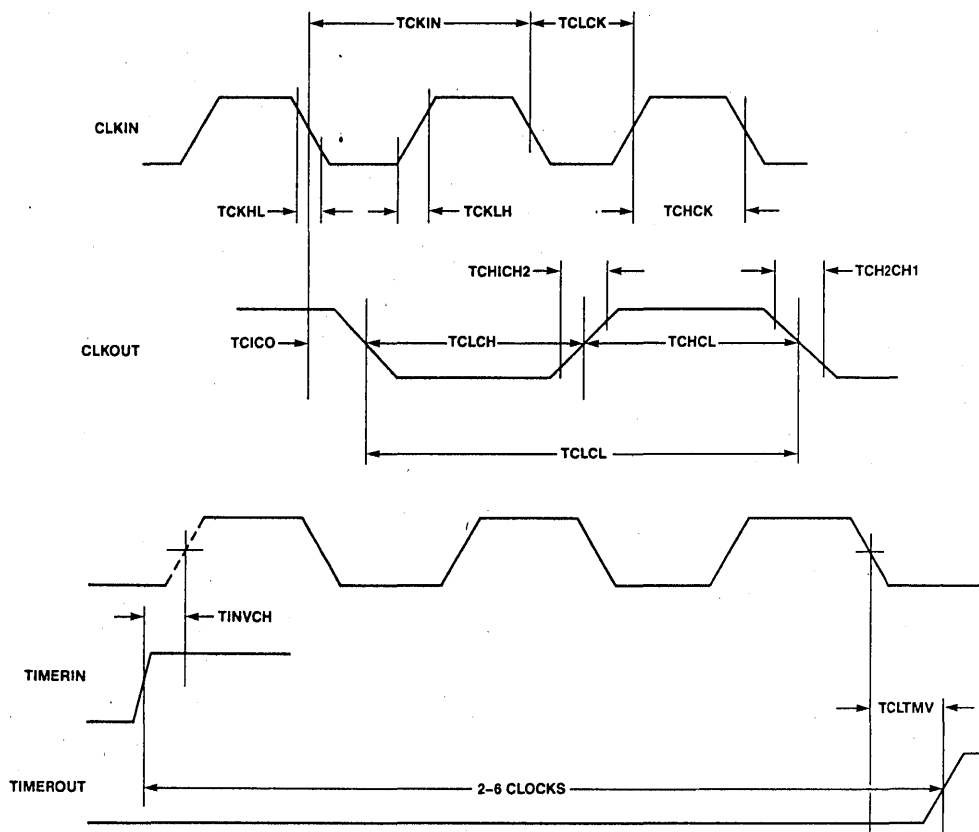 TCKIN
TCLCK
CLKIN
TCKHL
TCKLH
TCHCK
TCHICH2
TCH2CH1
CLKOUT
TCICO
TCLCH
TCHCL
TCLCL
TINVCH
TIMERIN
TCLTMV
TIMEROUT
2–6 CLOCKS